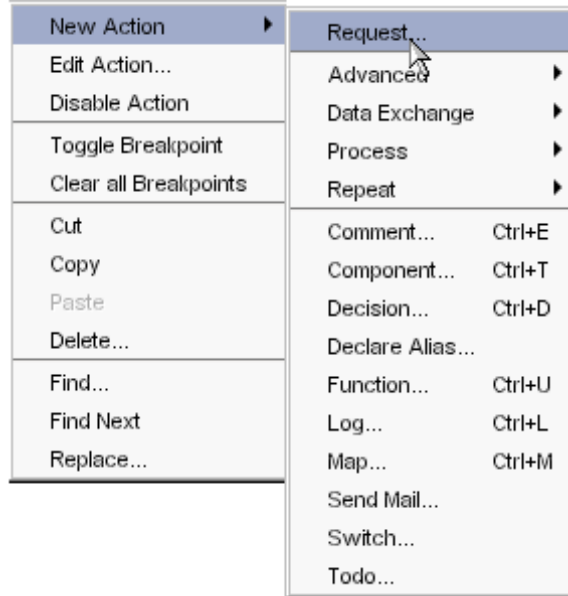 New Action
Edit Action...
Disable Action
Toggle Breakpoint
Clear all Breakpoints
Cut
Copy
Paste
Delete...
Find...
Find Next
Replace...
Request...
Advanced
Data Exchange
Process
Repeat
Comment... Ctrl+E
Component... Ctrl+T
Decision... Ctrl+D
Declare Alias...
Function... Ctrl+U
Log... Ctrl+L
Map... Ctrl+M
Send Mail...
Switch...
Todo...